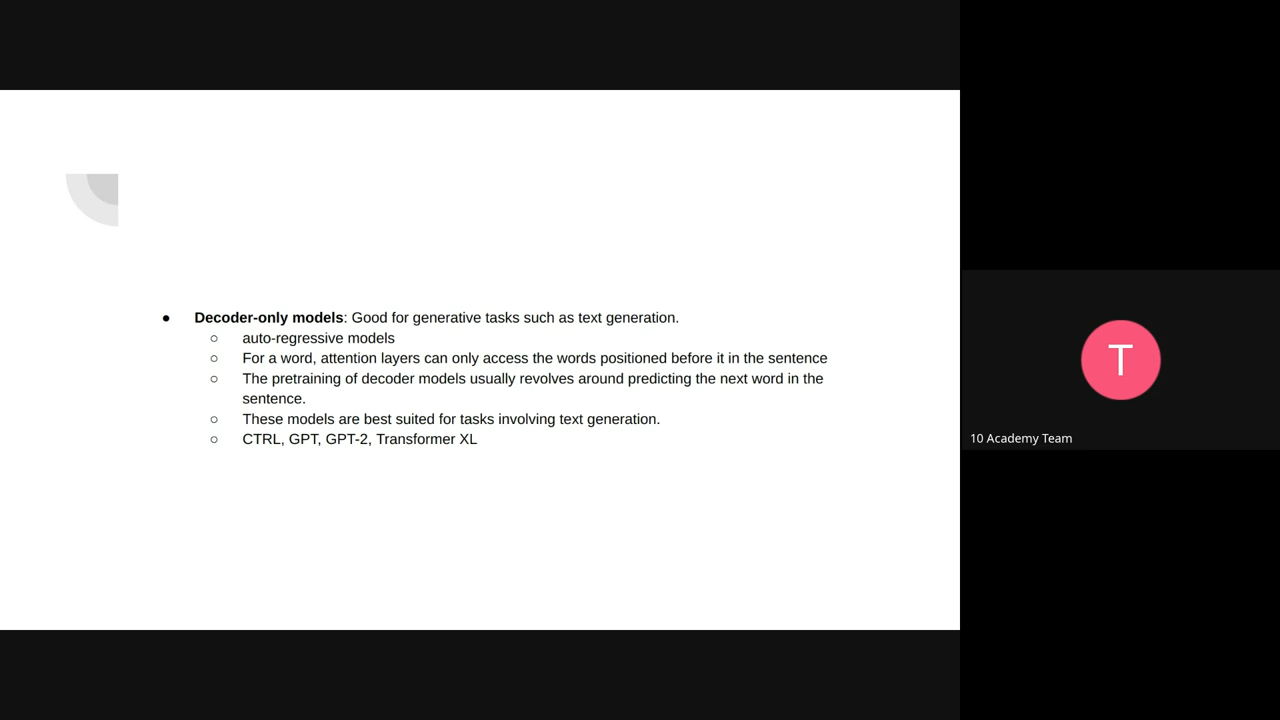 ● Decoder-only models: Good for generative tasks such as text generation.
○ auto-regressive models
○ For a word, attention layers can only access the words positioned before it in the sentence
○ The pretraining of decoder models usually revolves around predicting the next word in the
sentence.
○ These models are best suited for tasks involving text generation.
○ CTRL, GPT, GPT-2, Transformer XL
T
10 Academy Team